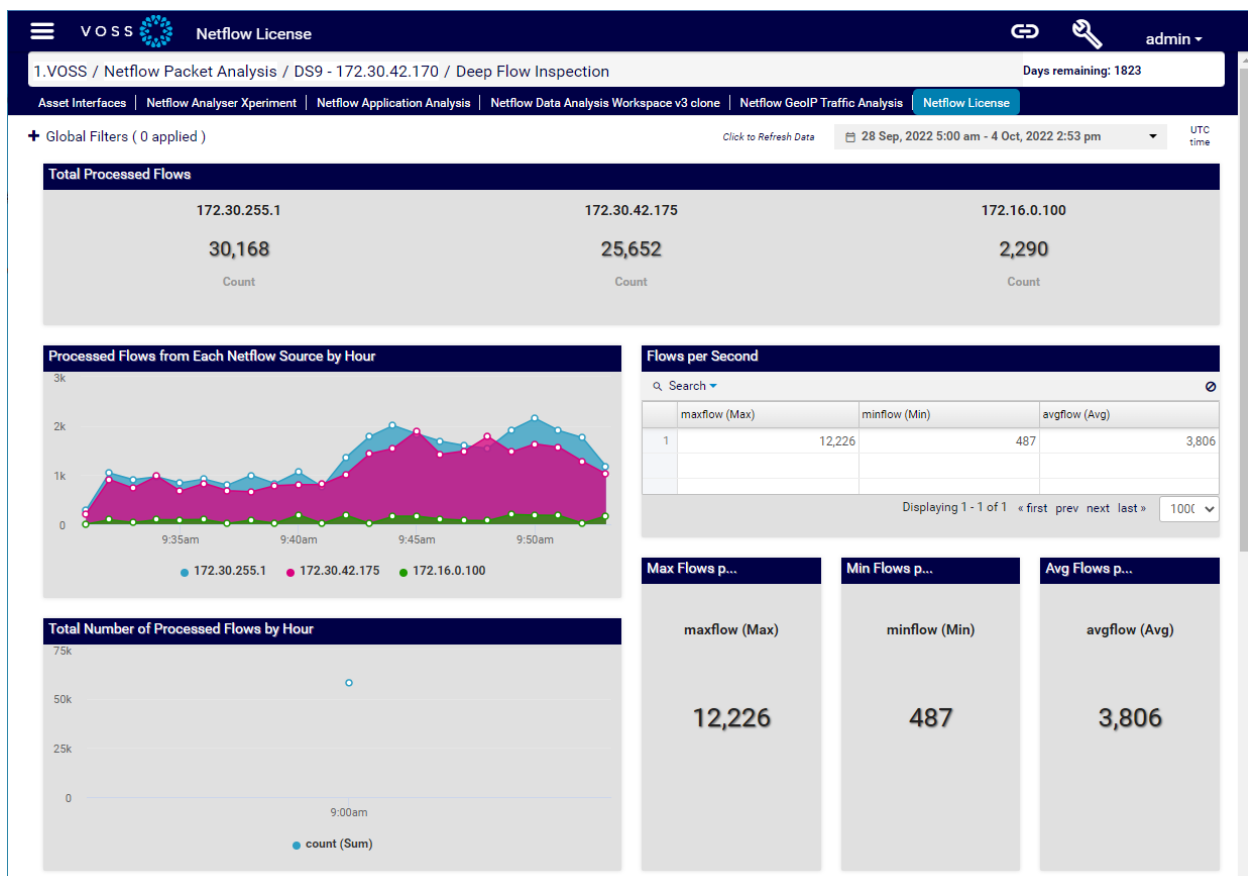 VOSS Netflow License admin
1.VOSS / Netflow Packet Analysis / DS9 - 172.30.42.170 / Deep Flow Inspection Days remaining: 1823
Asset Interfaces | Netflow Analyser Xperiment | Netflow Application Analysis | Netflow Data Analysis Workspace v3 clone | Netflow GeoIP Traffic Analysis | Netflow License
+ Global Filters ( 0 applied ) Click to Refresh Data 28 Sep, 2022 5:00 am - 4 Oct, 2022 2:53 pm UTC time
Total Processed Flows
172.30.255.1 172.30.42.175 172.16.0.100
30,168 25,652 2,290
Count Count Count
Processed Flows from Each Netflow Source by Hour
3k
2k
1k
0
9:35am 9:40am 9:45am 9:50am
172.30.255.1 172.30.42.175 172.16.0.100
Flows per Second
Search
maxflow (Max) minflow (Min) avgflow (Avg)
1 12,226 487 3,806
Displaying 1 - 1 of 1 «first prev next last» 100
Total Number of Processed Flows by Hour
75k
50k
25k
0
9:00am
count (Sum)
Max Flows p... Min Flows p... Avg Flows p...
maxflow (Max) minflow (Min) avgflow (Avg)
12,226 487 3,806